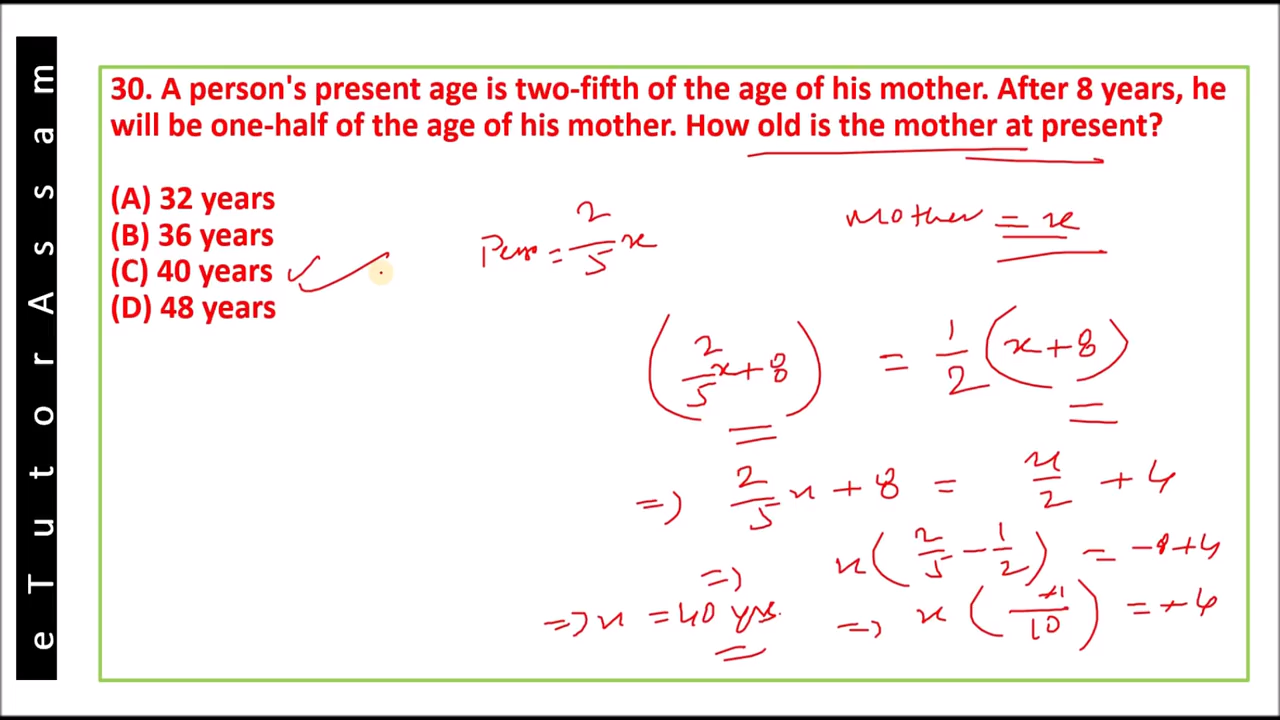 eTutorAssam
30. A person's present age is two-fifth of the age of his mother. After 8 years, he
will be one-half of the age of his mother. How old is the mother at present?
(A) 32 years
(B) 36 years
(C) 40 years ✓
(D) 48 years
Mother = x
= 2/5 x
(2/5 x + 8) = 1/2 (x + 8)
=> 2/5 x + 8 = x/2 + 4
=> x (2/5 - 1/2) = -8 + 4
=> x (-1/10) = -4
=> x = 40 yrs.